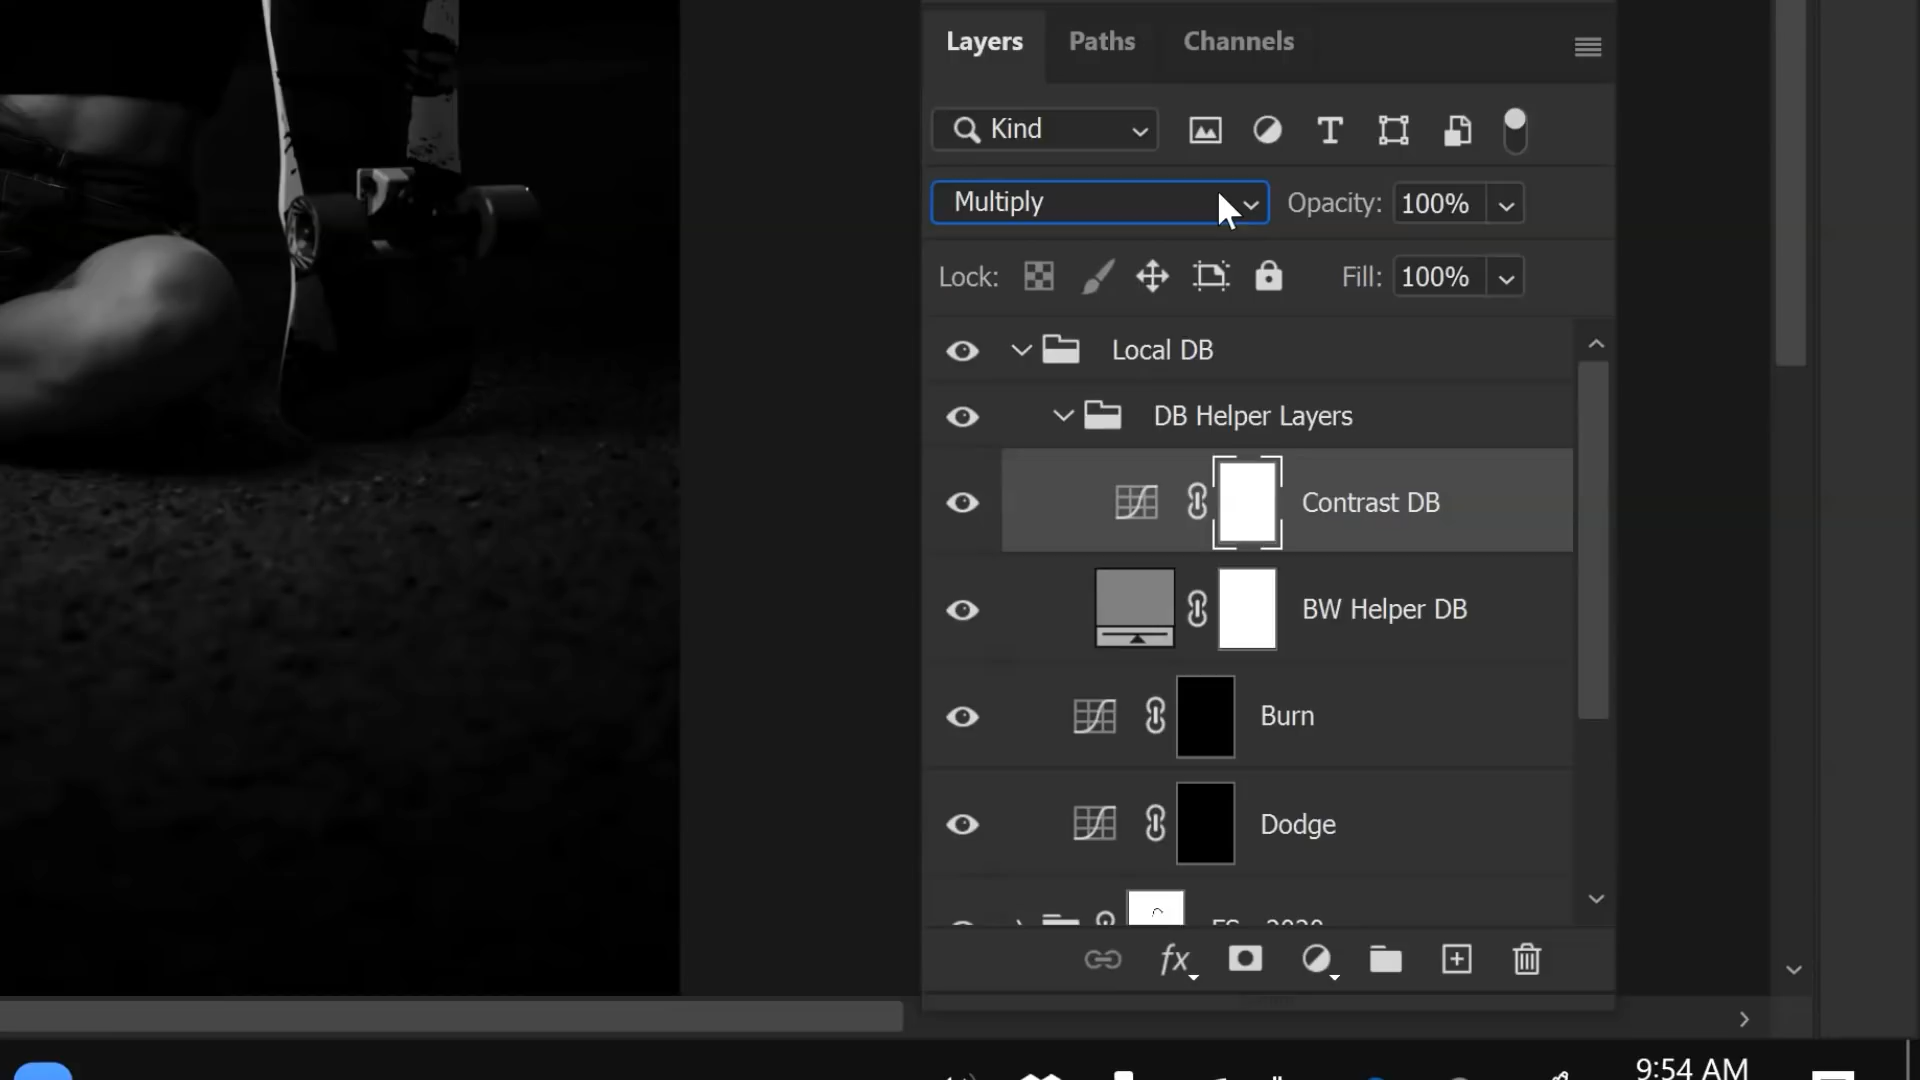 Layers Paths Channels
Kind
Multiply Opacity: 100%
Lock: Fill: 100%
Local DB
DB Helper Layers
Contrast DB
BW Helper DB
Burn
Dodge
fx
9:54 AM